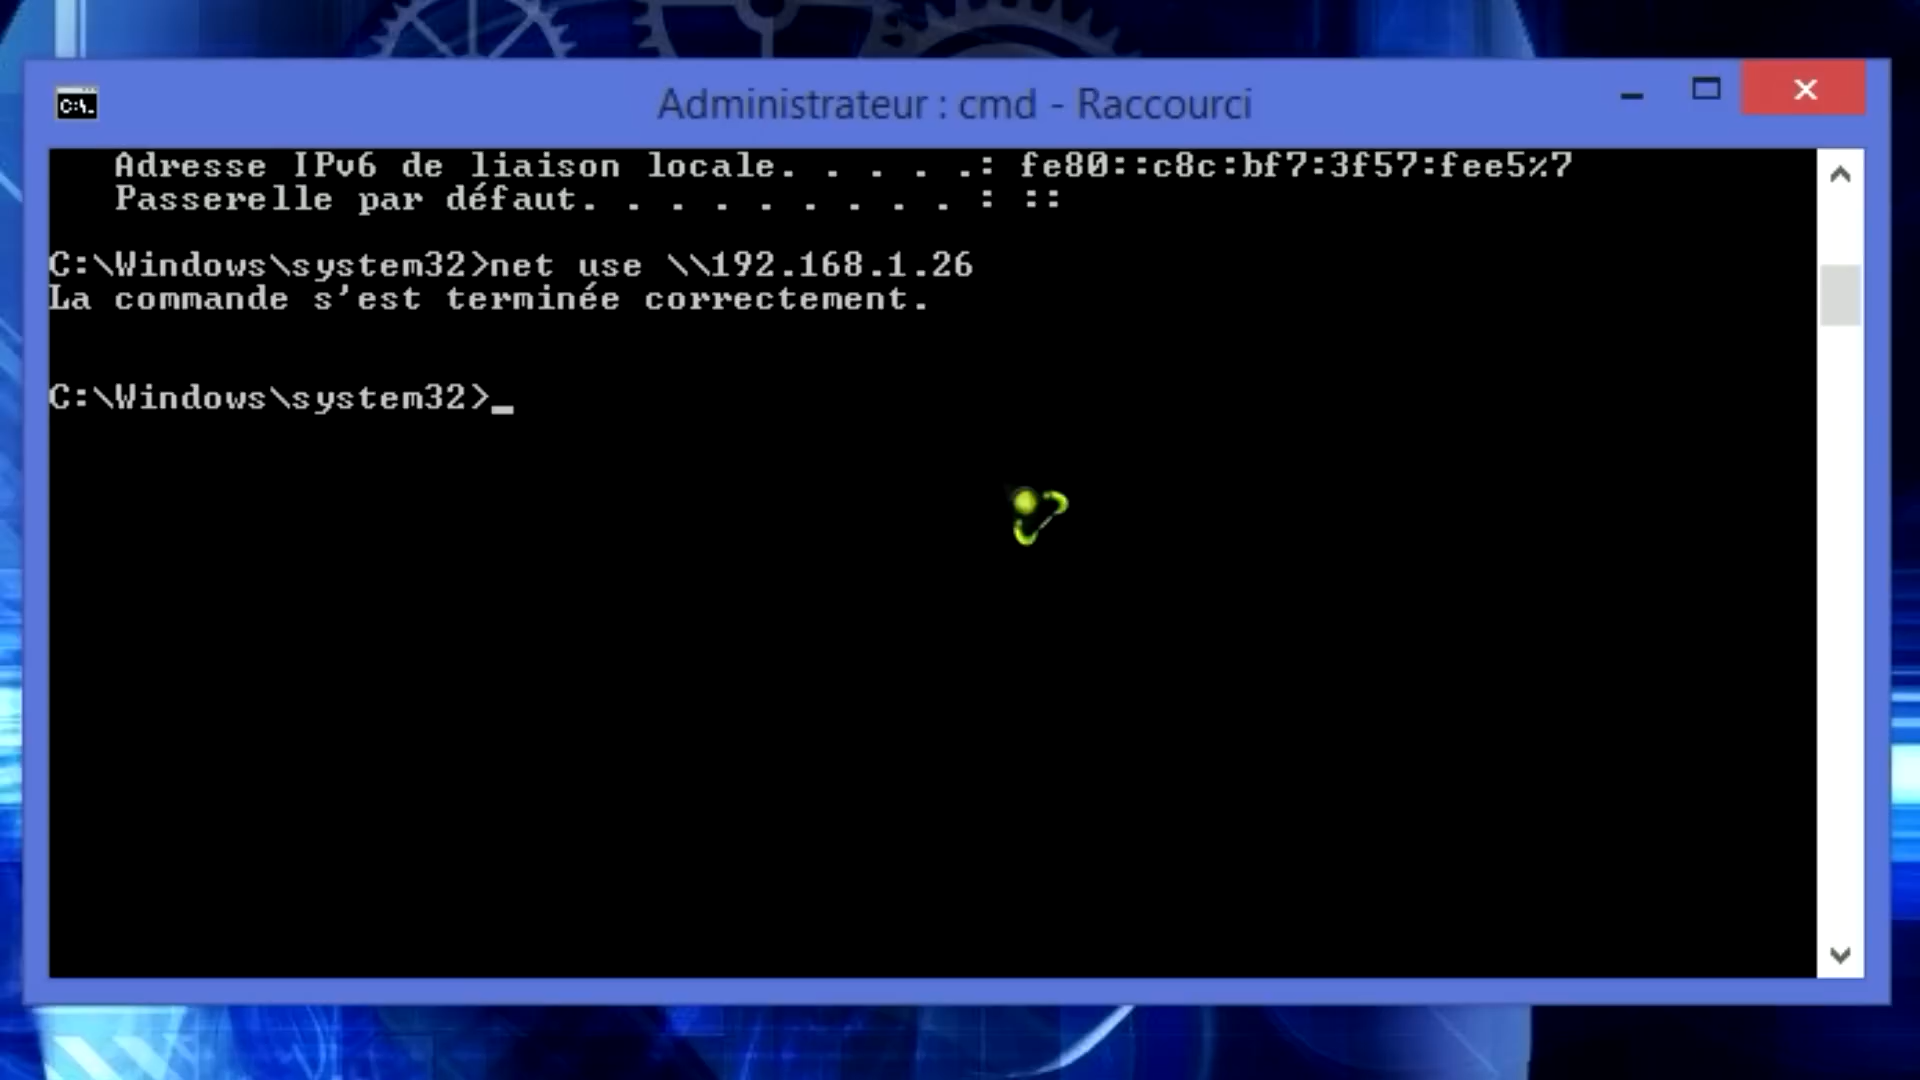 Administrateur : cmd - Raccourci
C:\.
Adresse IPv6 de liaison locale. . . . .: fe80::c8c:bf7:3f57:fee5%7
Passerelle par défaut. . . . . . . . . : ::
C:\Windows\system32>net use \\192.168.1.26
La commande s'est terminée correctement.
C:\Windows\system32>_